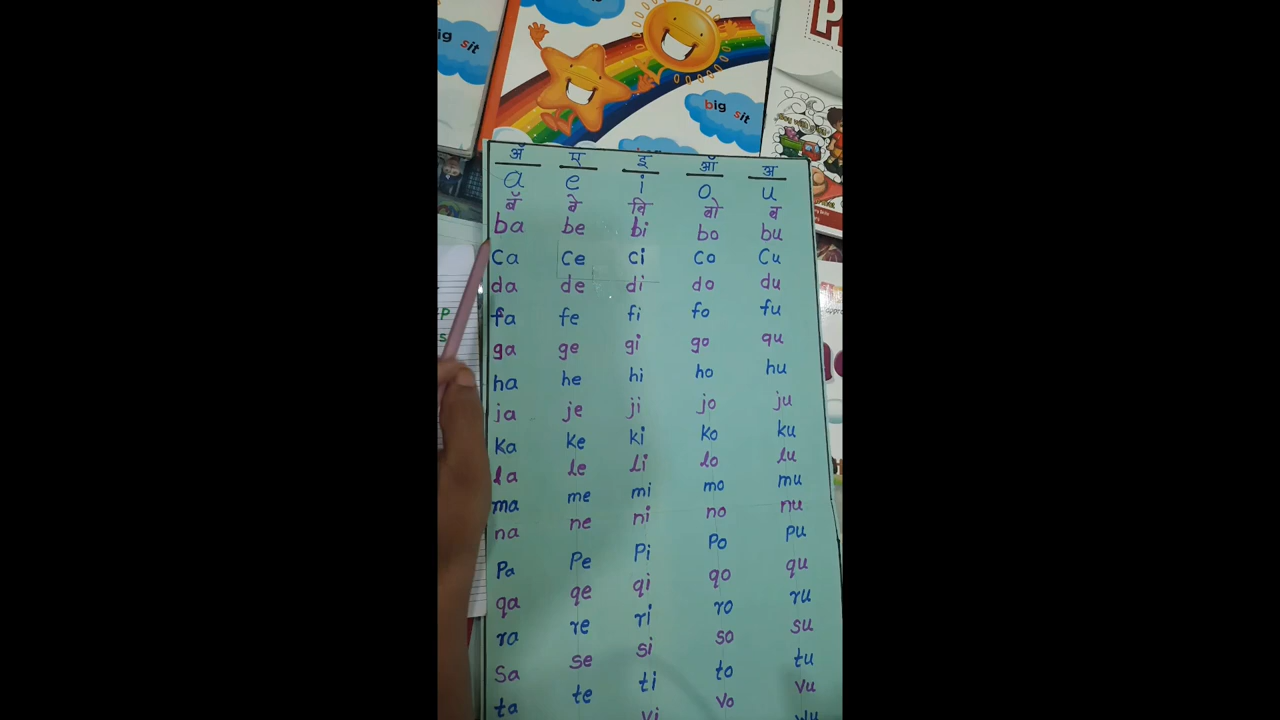 ig sit
big sit
P
अॅ ए इ ऑ अ
a e i o u
बॅ बे बि बो ब
ba be bi bo bu
Ca Ce Ci Co Cu
da de di do du
fa fe fi fo fu
ga ge gi go qu
ha he hi ho hu
ja je ji jo ju
ka ke ki ko ku
la le li lo lu
ma me mi mo mu
na ne ni no nu
Pa Pe Pi Po Pu
qa qe qi qo qu
ra re ri ro ru
Sa se si so su
ta te ti to tu
vi vo vu
wu